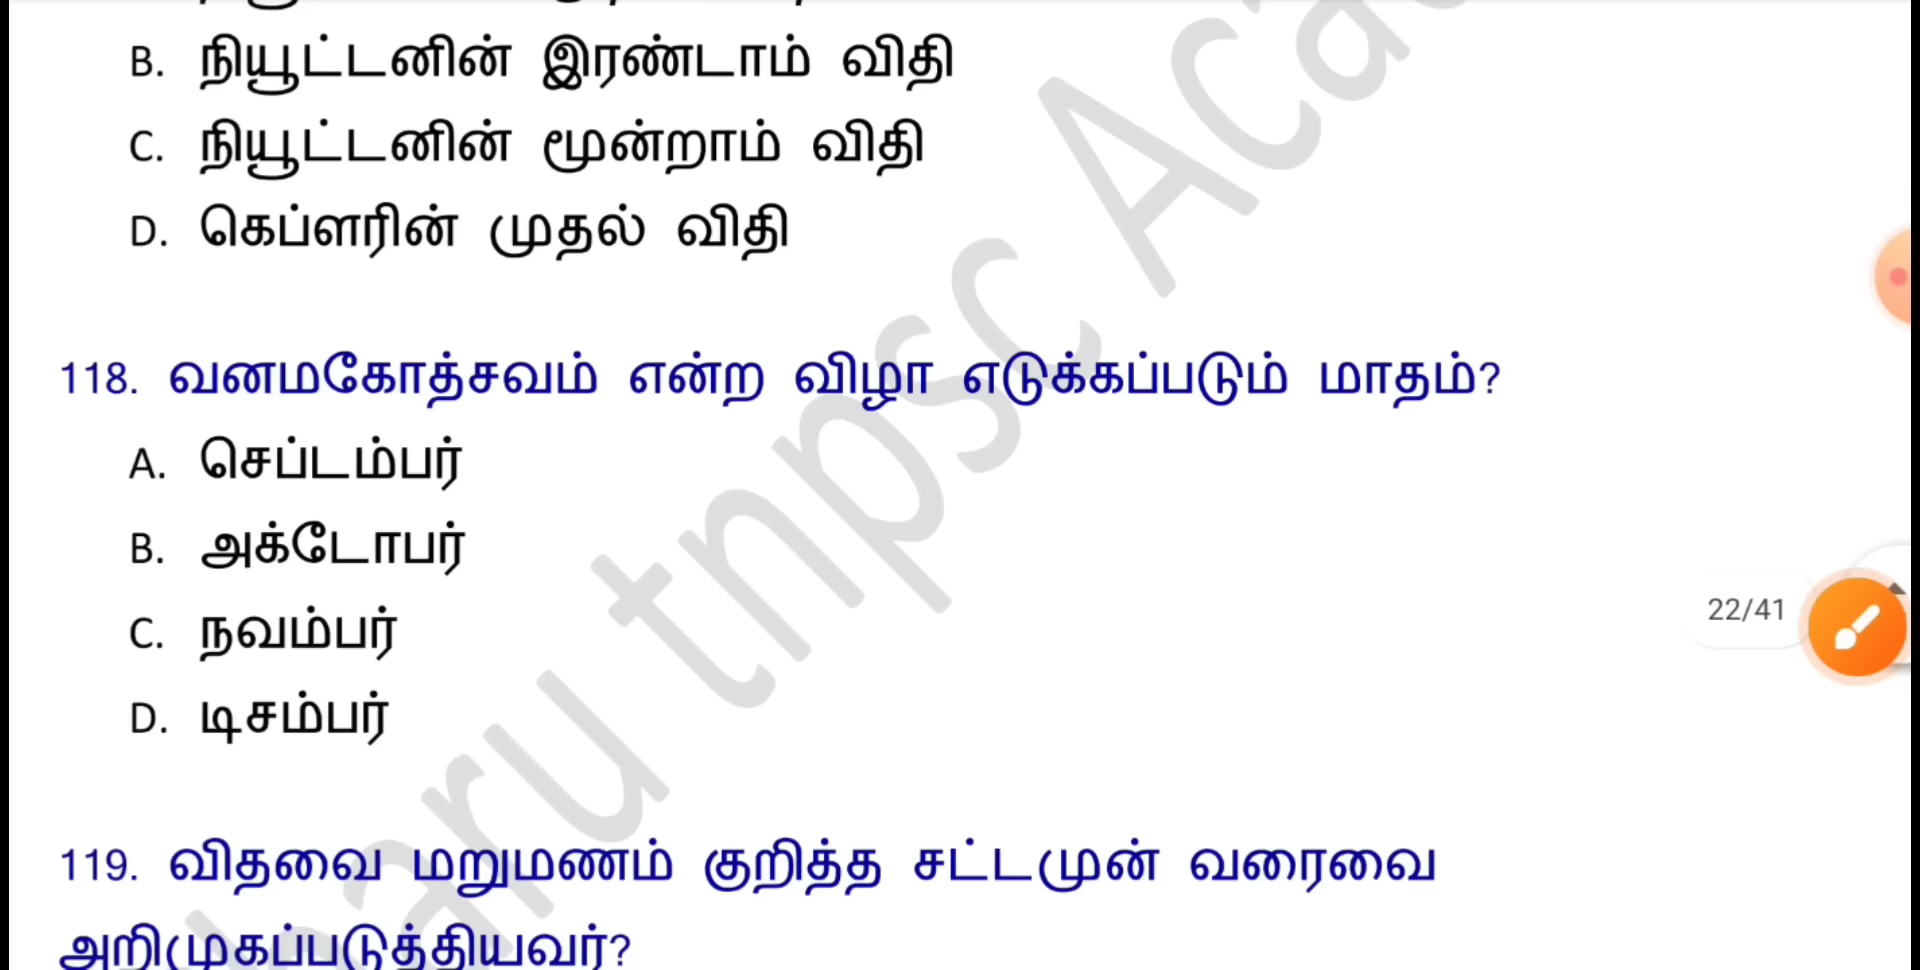 B. நியூட்டனின் இரண்டாம் விதி
C. நியூட்டனின் மூன்றாம் விதி
D. கெப்ளரின் முதல் விதி
118. வனமகோத்சவம் என்ற விழா எடுக்கப்படும் மாதம்?
A. செப்டம்பர்
B. அக்டோபர்
C. நவம்பர்
D. டிசம்பர்
22/41
119. விதவை மறுமணம் குறித்த சட்டமுன் வரைவை
அறிமுகப்படுத்தியவர்?
tnpsc